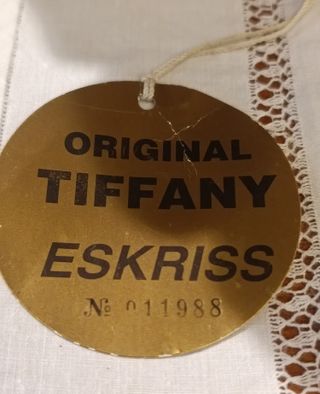 ORIGINAL
TIFFANY
ESKRISS
№ 011988